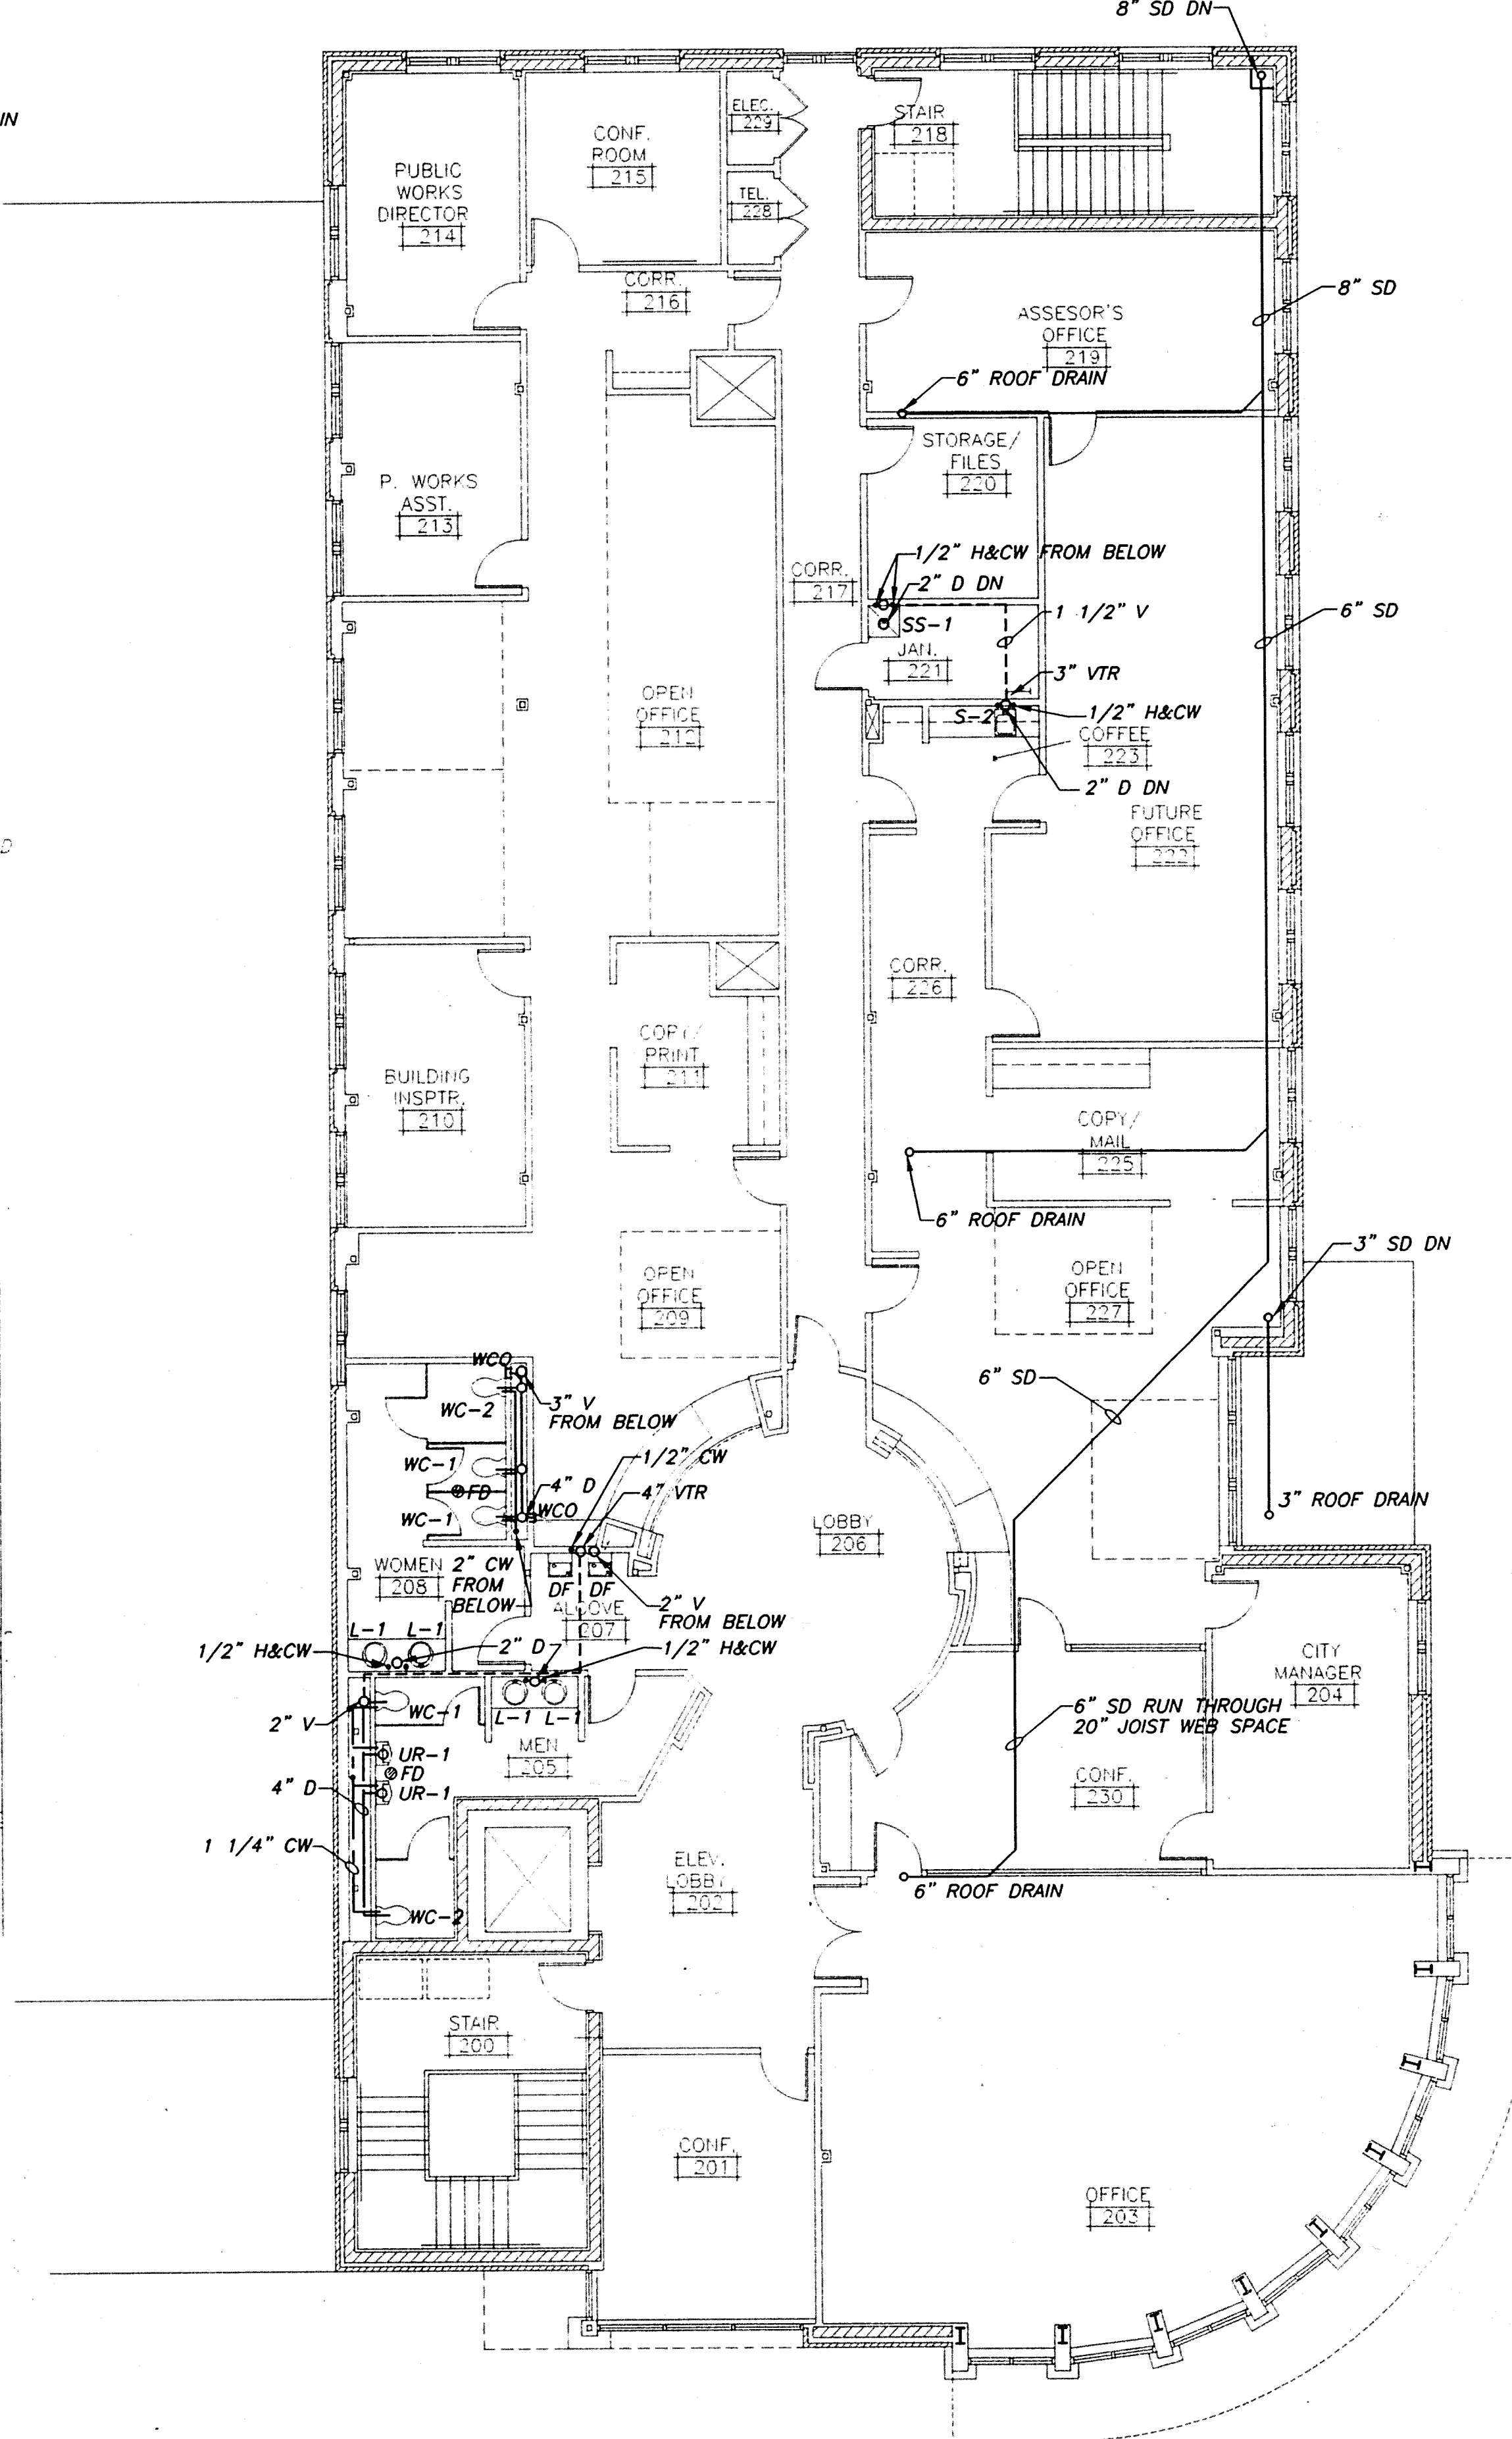 8" SD DN
IN
ELEC.
229
STAIR
218
CONF.
ROOM
215
PUBLIC
WORKS
DIRECTOR
214
TEL.
228
CORR.
216
8" SD
ASSESOR'S
OFFICE
219
6" ROOF DRAIN
STORAGE/
FILES
220
P. WORKS
ASST.
213
1/2" H&CW FROM BELOW
CORR.
217
2" D DN
SS-1
1 1/2" V
6" SD
JAN.
221
3" VTR
OPEN
OFFICE
212
S-2
1/2" H&CW
COFFEE
223
2" D DN
FUTURE
OFFICE
222
D
CORR.
226
COPY/
PRINT
211
BUILDING
INSPTR.
210
COPY/
MAIL
225
6" ROOF DRAIN
3" SD DN
OPEN
OFFICE
209
OPEN
OFFICE
227
WCO
6" SD
WC-2
3" V
FROM BELOW
1/2" CW
WC-1
FD
4" D
4" VTR
WCO
WC-1
3" ROOF DRAIN
LOBBY
206
WOMEN
208
2" CW
FROM
BELOW
DF
DF
ALCOVE
207
2" V
FROM BELOW
L-1
L-1
1/2" H&CW
2" D
1/2" H&CW
CITY
MANAGER
204
2" V
WC-1
L-1
L-1
6" SD RUN THROUGH
20" JOIST WEB SPACE
MEN
205
UR-1
FD
UR-1
4" D
CONF.
230
1 1/4" CW
ELEV.
LOBBY
202
6" ROOF DRAIN
WC-2
STAIR
200
CONF.
201
OFFICE
203